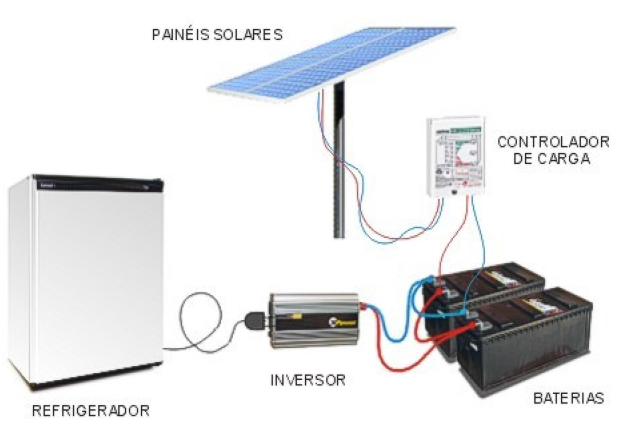 PAINÉIS SOLARES
CONTROLADOR
DE CARGA
INVERSOR
BATERIAS
REFRIGERADOR